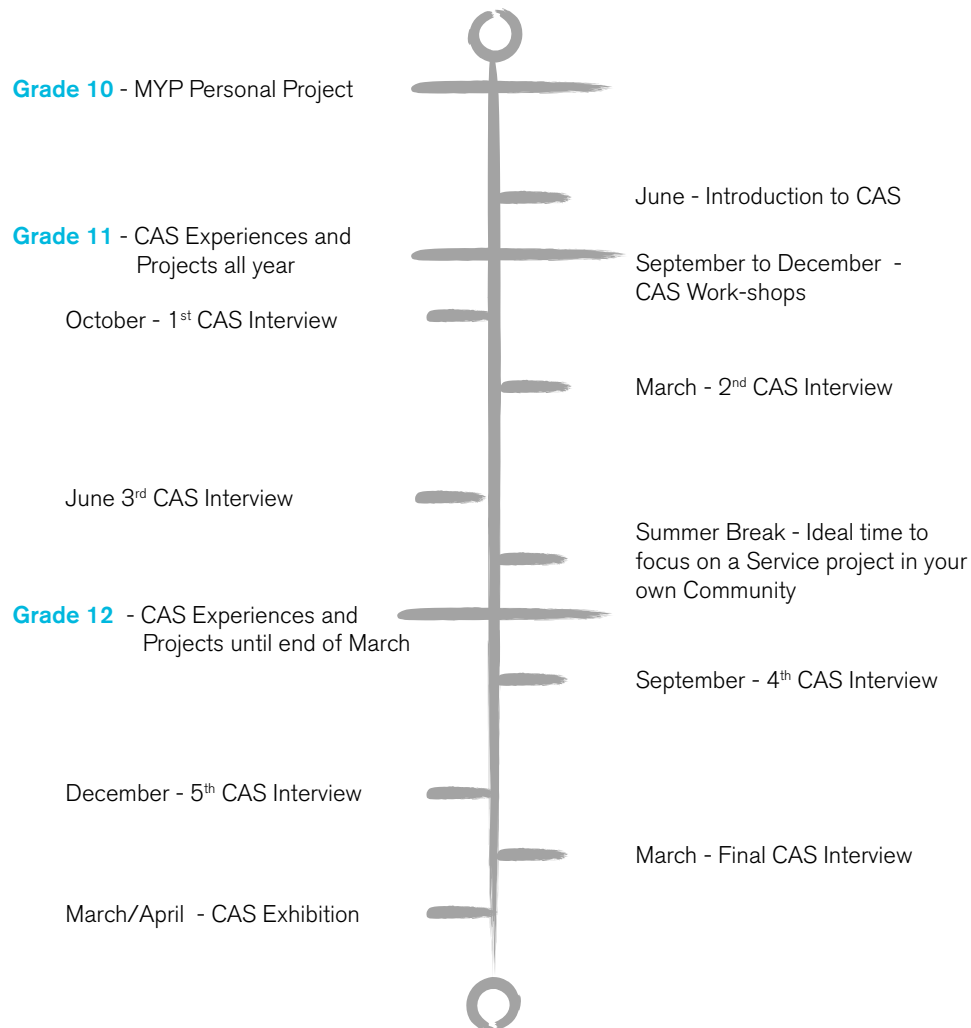 Grade 10 - MYP Personal Project
June - Introduction to CAS
Grade 11 - CAS Experiences and
Projects all year
September to December  -
CAS Work-shops
October - 1st CAS Interview
March - 2nd CAS Interview
June 3rd CAS Interview
Summer Break - Ideal time to
focus on a Service project in your
own Community
Grade 12  - CAS Experiences and
Projects until end of March
September - 4th CAS Interview
December - 5th CAS Interview
March - Final CAS Interview
March/April  - CAS Exhibition